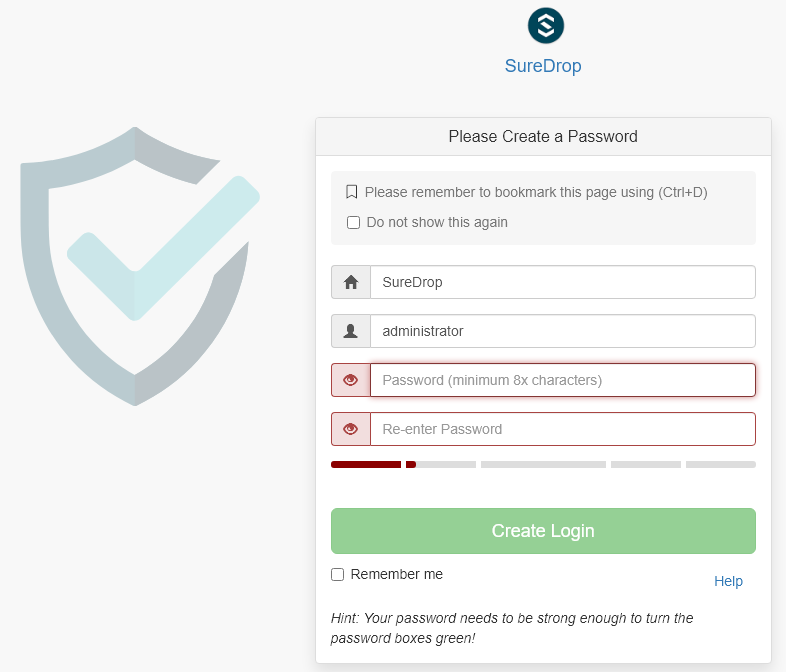 SureDrop
Please Create a Password
Please remember to bookmark this page using (Ctrl+D)
Do not show this again
SureDrop
administrator
Password (minimum 8x characters)
Re-enter Password
Create Login
Remember me
Help
Hint: Your password needs to be strong enough to turn the
password boxes green!